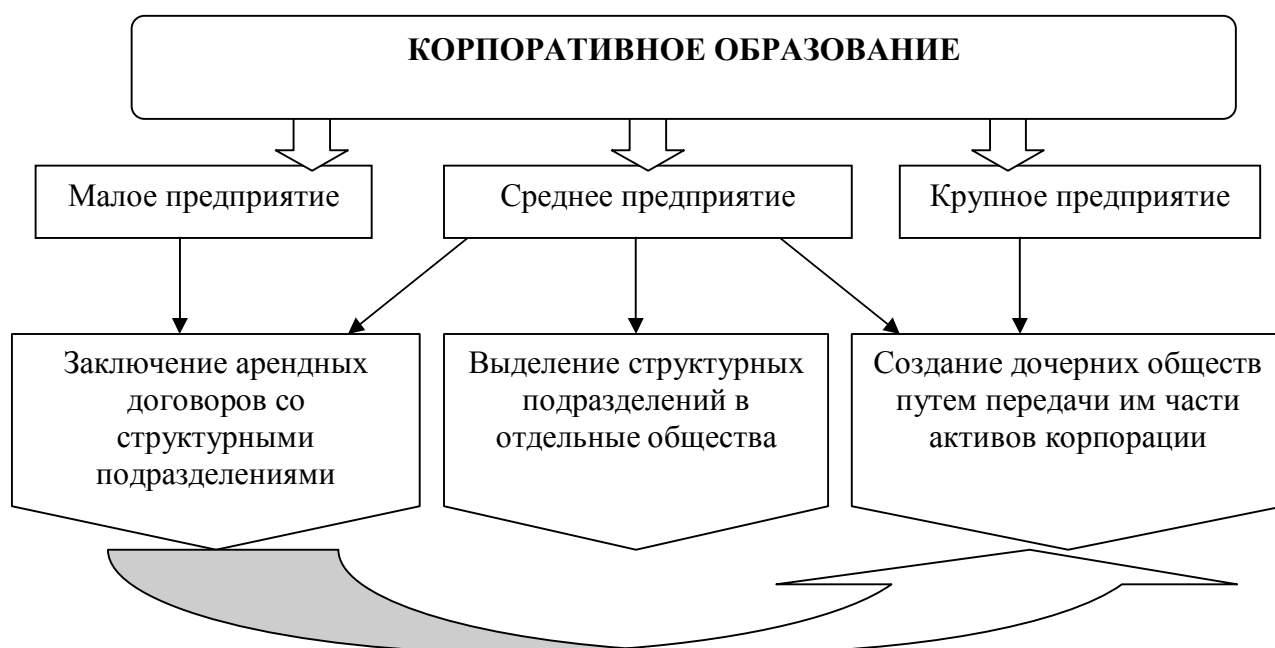 КОРПОРАТИВНОЕ ОБРАЗОВАНИЕ
Малое предприятие
Среднее предприятие
Крупное предприятие
Заключение арендных
договоров со
структурными
подразделениями
Выделение структурных
подразделений в
отдельные общества
Создание дочерних обществ
путем передачи им части
активов корпорации